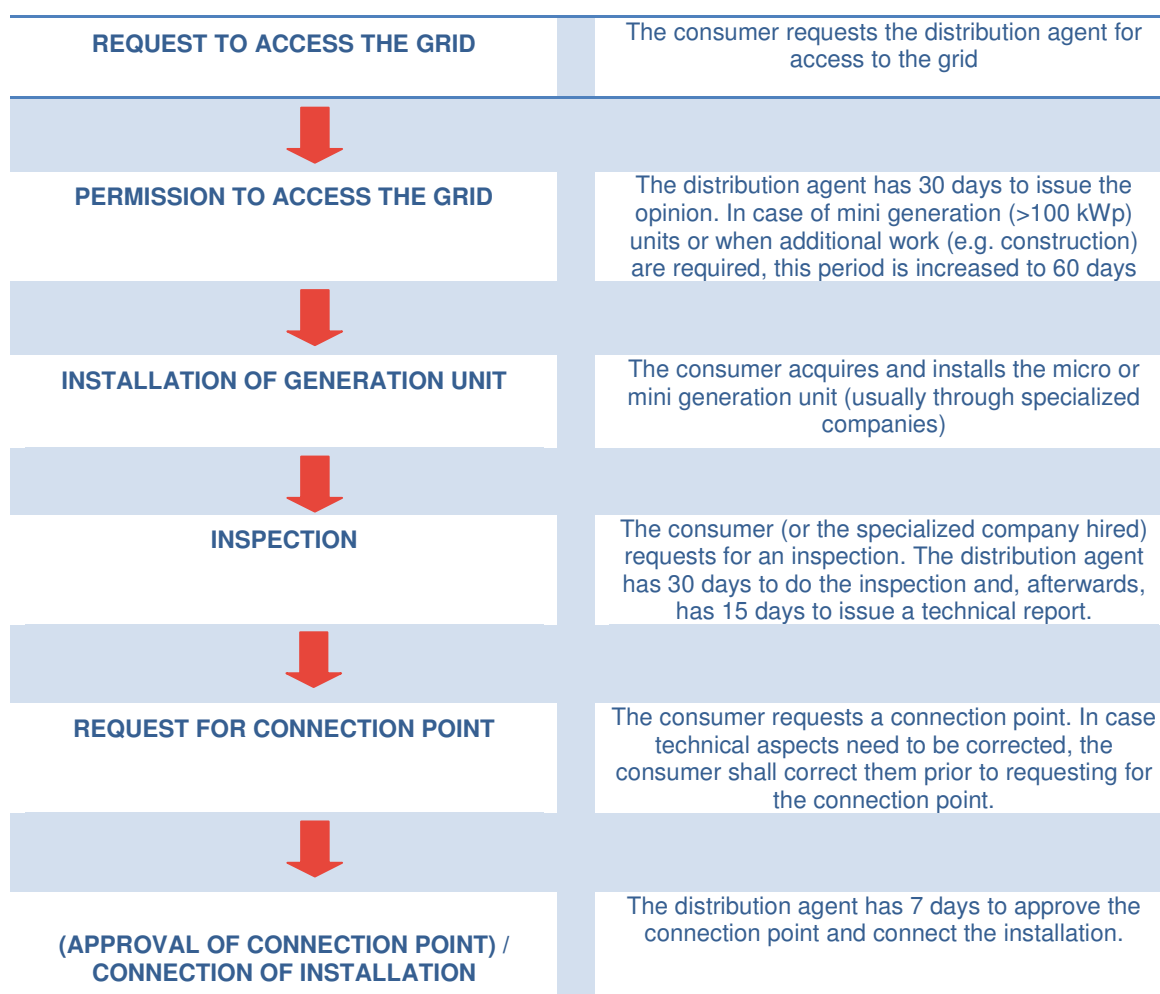 REQUEST TO ACCESS THE GRID
The consumer requests the distribution agent for
access to the grid
PERMISSION TO ACCESS THE GRID
The distribution agent has 30 days to issue the
opinion. In case of mini generation (>100 kWp)
units or when additional work (e.g. construction)
are required, this period is increased to 60 days
INSTALLATION OF GENERATION UNIT
The consumer acquires and installs the micro or
mini generation unit (usually through specialized
companies)
INSPECTION
The consumer (or the specialized company hired)
requests for an inspection. The distribution agent
has 30 days to do the inspection and, afterwards,
has 15 days to issue a technical report.
REQUEST FOR CONNECTION POINT
The consumer requests a connection point. In case
technical aspects need to be corrected, the
consumer shall correct them prior to requesting for
the connection point.
(APPROVAL OF CONNECTION POINT) /
CONNECTION OF INSTALLATION
The distribution agent has 7 days to approve the
connection point and connect the installation.